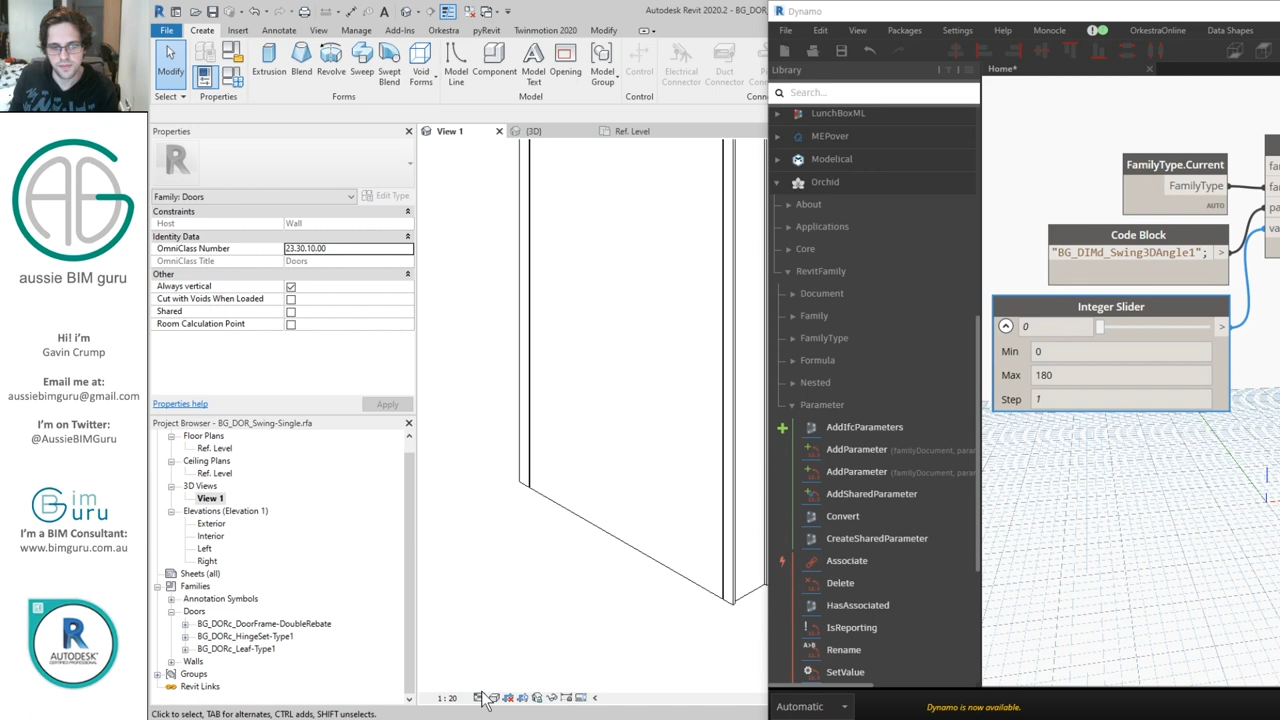 Autodesk Revit 2020.2 - BG_DOR_Swing-Single
Dynamo
File Create Insert Annotate View Manage Add-Ins Orkestra pyRevit Twinmotion 2020 Modify
File Edit View Packages Settings Help Monocle OrkestraOnline Data Shapes
Modify Extrusion Blend Revolve Sweep Swept Blend Void Forms Model Line Component Model Text Opening Model Group Control Electrical Connector Duct Connector
Select Properties Forms Model Control
Library
Home*
Search...
LunchBoxML
MEPover
Modelical
Orchid
About
Applications
Core
RevitFamily
Document
Family
FamilyType
Formula
Nested
Parameter
AddIfcParameters
AddParameter (familyDocument, param
AddParameter (familyDocument, param
AddSharedParameter
Convert
CreateSharedParameter
Associate
Delete
HasAssociated
IsReporting
Rename
SetValue
Automatic
Dynamo is now available.
FamilyType.Current
FamilyType
AUTO
Code Block
"BG_DIMd_Swing3DAngle1"; >
Integer Slider
0 >
Min 0
Max 180
Step 1
Properties
View 1 {3D} Ref. Level
Family: Doors
Edit Type
Constraints
Host Wall
Identity Data
OmniClass Number 23.30.10.00
OmniClass Title Doors
Other
Always vertical
Cut with Voids When Loaded
Shared
Room Calculation Point
Properties help
Apply
Project Browser - BG_DOR_Swing-Single.rfa
Floor Plans
Ref. Level
Ceiling Plans
Ref. Level
3D Views
View 1
Elevations (Elevation 1)
Exterior
Interior
Left
Right
Sheets (all)
Families
Annotation Symbols
Doors
BG_DORc_DoorFrame-DoubleRebate
BG_DORc_HingeSet-Type1
BG_DORc_Leaf-Type1
Walls
Groups
Revit Links
1 : 20
Click to select, TAB for alternates, CTRL adds, SHIFT unselects.
aussie BIM guru
Hi! i'm
Gavin Crump
Email me at:
aussiebimguru@gmail.com
I'm on Twitter:
@AussieBIMGuru
Bim
Guru
I'm a BIM Consultant:
www.bimguru.com.au
R
AUTODESK
CERTIFIED PROFESSIONAL